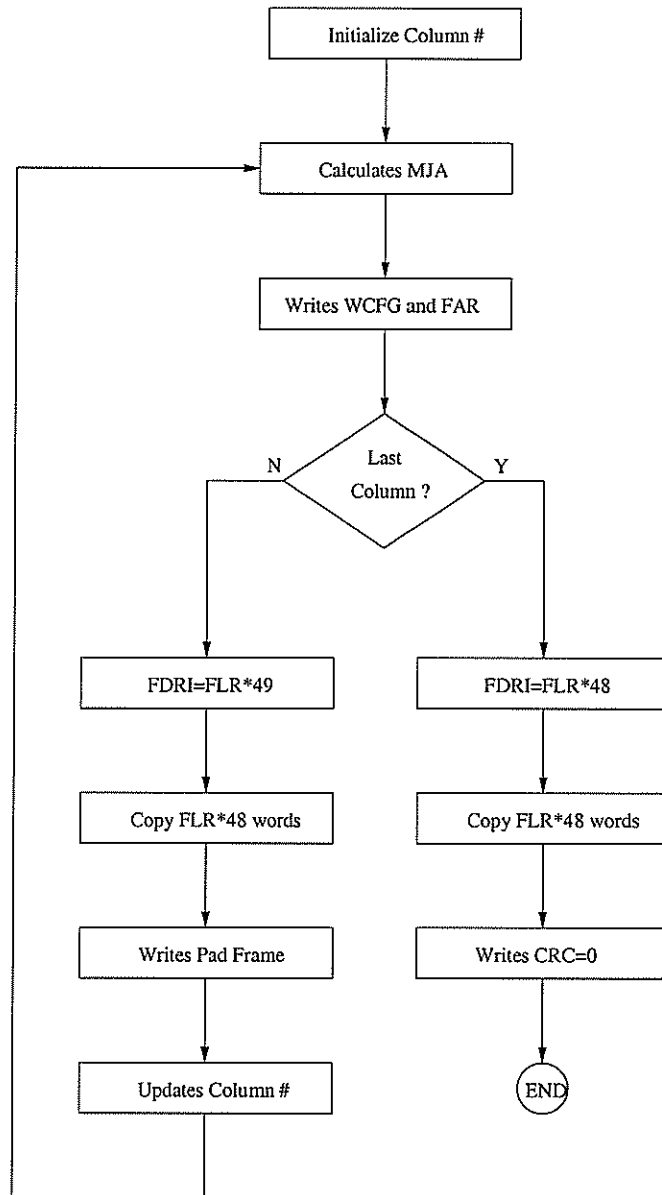 Initialize Column #
Calculates MJA
Writes WCFG and FAR
N
Last
Y
Column ?
FDRI=FLR*49
FDRI=FLR*48
Copy FLR*48 words
Copy FLR*48 words
Writes Pad Frame
Writes CRC=0
Updates Column #
END